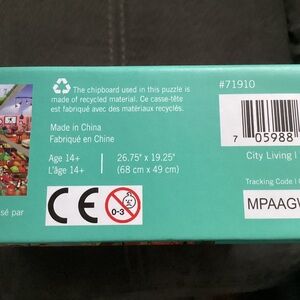 The chipboard used in this puzzle is
made of recycled material. Ce casse-tête
est fabriqué avec des matériaux recyclés.
Made in China
Fabriqué en Chine
Age 14+
L'âge 14+
26.75" x 19.25"
(68 cm x 49 cm)
CE
0-3
par
#71910
7 05988
City Living |
Tracking Code |
MPAAG